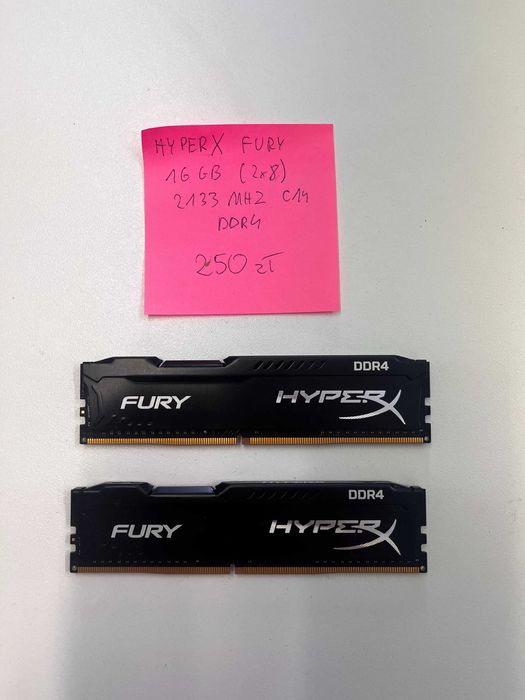 HYPERX FURY
16 GB (2x8)
2133 MHZ C14
DDR4
250 zł
DDR4
FURY HYPERX
DDR4
FURY HYPERX